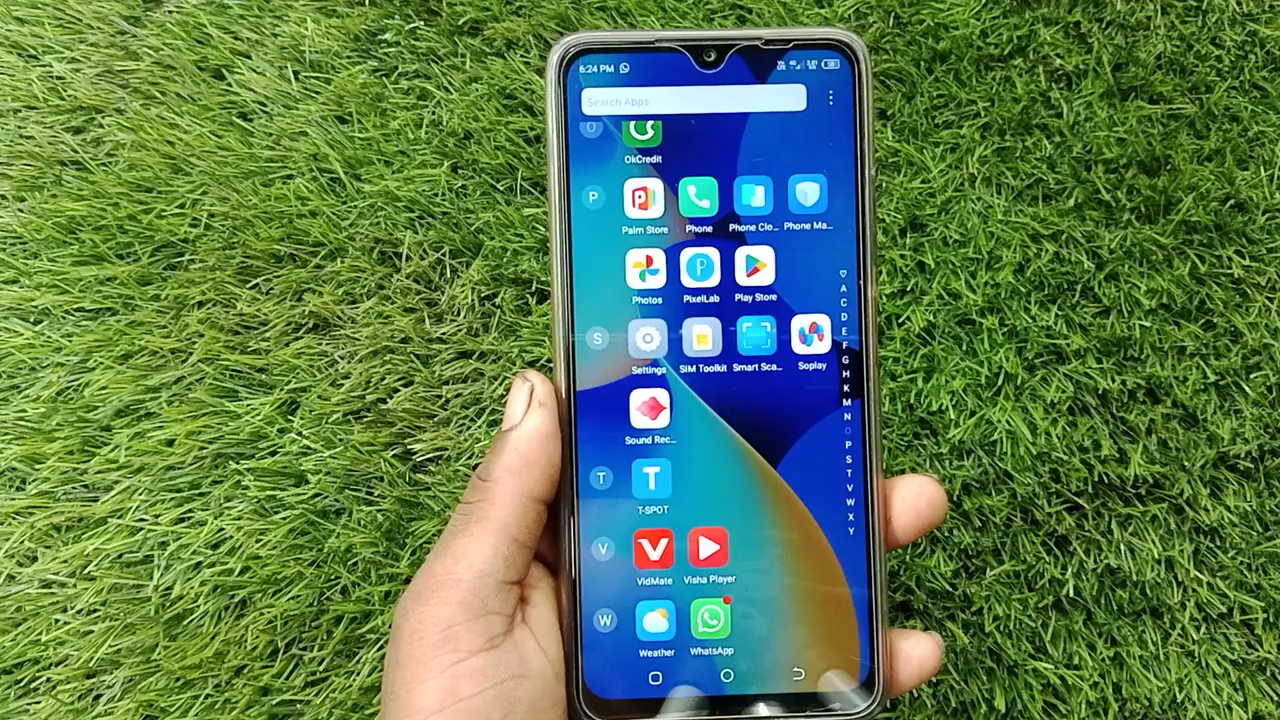 6:24 PM
Search Apps
O
OkCredit
P
Palm Store Phone Phone Clo... Phone Ma...
Photos PixelLab Play Store
S
Settings SIM Toolkit Smart Sca... Soplay
Sound Rec...
T
T
T-SPOT
V
VidMate Visha Player
W
Weather WhatsApp
A
C
D
E
F
G
H
K
M
N
O
P
S
T
V
W
X
Y